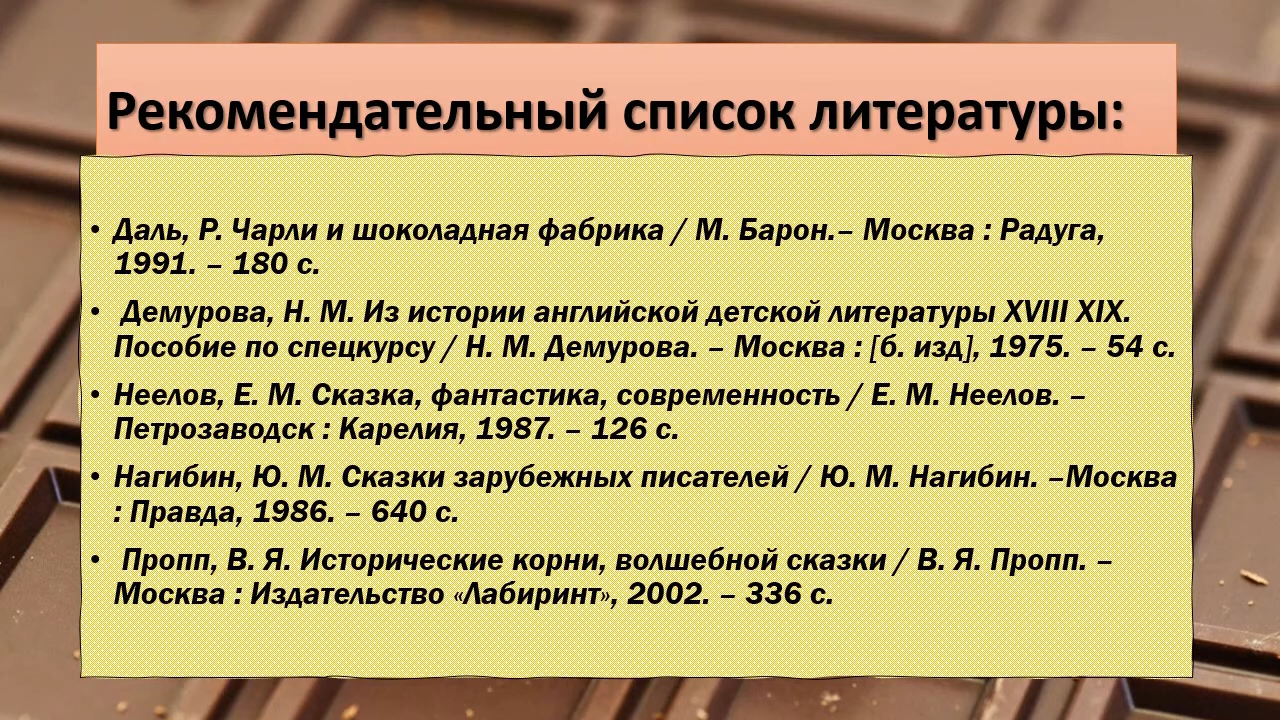 Рекомендательный список литературы:
• Даль, Р. Чарли и шоколадная фабрика / М. Барон.– Москва : Радуга,
1991. – 180 с.
• Демурова, Н. М. Из истории английской детской литературы XVIII XIX.
Пособие по спецкурсу / Н. М. Демурова. – Москва : [б. изд], 1975. – 54 с.
• Неелов, Е. М. Сказка, фантастика, современность / Е. М. Неелов. –
Петрозаводск : Карелия, 1987. – 126 с.
• Нагибин, Ю. М. Сказки зарубежных писателей / Ю. М. Нагибин. –Москва
: Правда, 1986. – 640 с.
• Пропп, В. Я. Исторические корни, волшебной сказки / В. Я. Пропп. –
Москва : Издательство «Лабиринт», 2002. – 336 с.